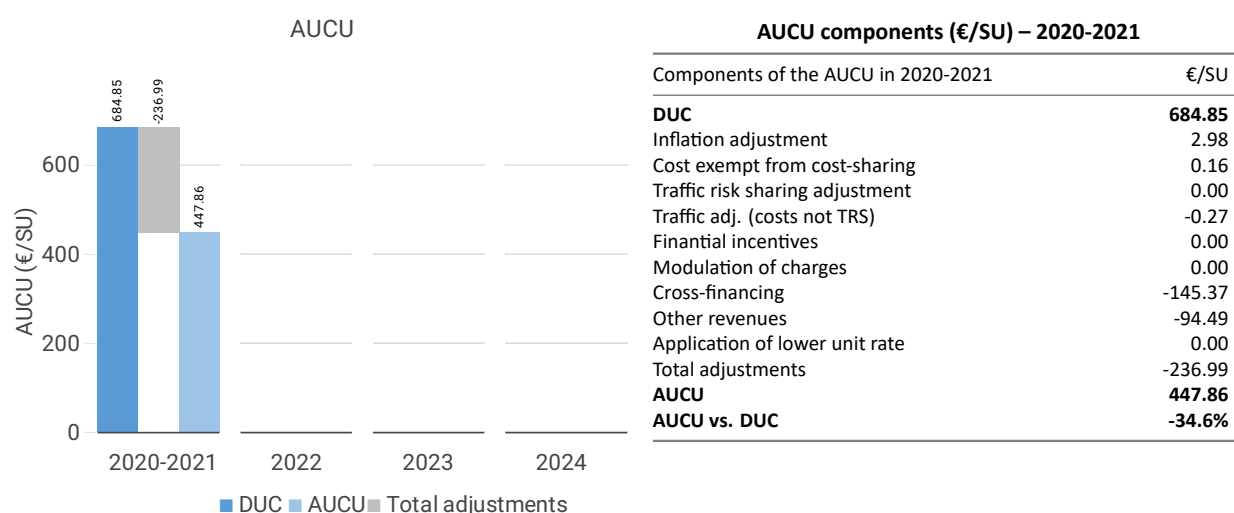 AUCU
684.85
-236.99
447.86
600
400
200
0
AUCU (€/SU)
2020-2021
2022
2023
2024
DUC
AUCU
Total adjustments
AUCU components (€/SU) – 2020-2021
Components of the AUCU in 2020-2021 €/SU
DUC 684.85
Inflation adjustment 2.98
Cost exempt from cost-sharing 0.16
Traffic risk sharing adjustment 0.00
Traffic adj. (costs not TRS) -0.27
Finantial incentives 0.00
Modulation of charges 0.00
Cross-financing -145.37
Other revenues -94.49
Application of lower unit rate 0.00
Total adjustments -236.99
AUCU 447.86
AUCU vs. DUC -34.6%